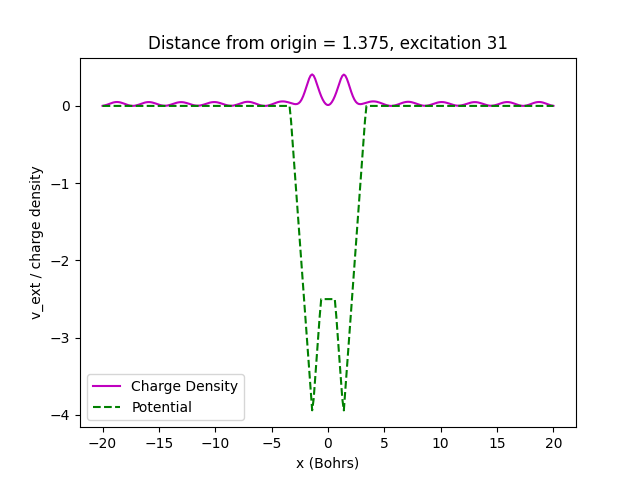 Distance from origin = 1.375, excitation 31
v_ext / charge density
0
−1
−2
−3
−4
Charge Density
Potential
−20 −15 −10 −5 0 5 10 15 20
x (Bohrs)